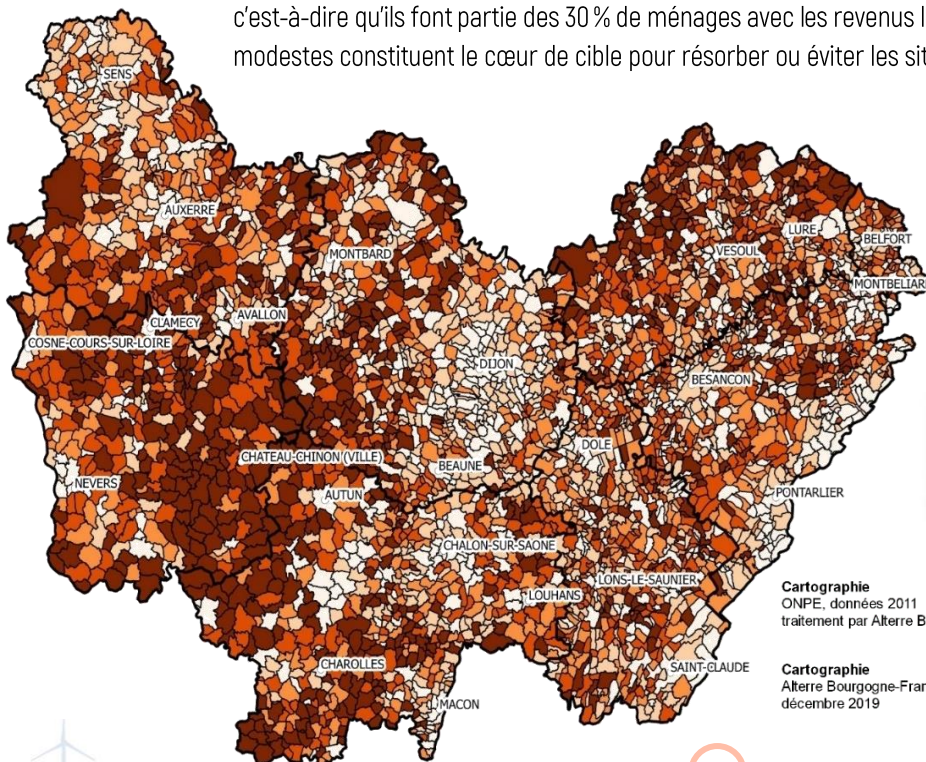 c'est-à-dire qu'ils font partie des 30 % de ménages avec les revenus l
modestes constituent le cœur de cible pour résorber ou éviter les sit
SENS
AUXERRE
MONTBARD
VESOUL
LURE
BELFORT
MONTBELIAR
CLAMECY
AVALLON
COSNE-COURS-SUR-LOIRE
DIJON
BESANCON
CHATEAU-CHINON (VILLE)
BEAUNE
DOLE
NEVERS
AUTUN
PONTARLIER
CHALON-SUR-SAONE
LOUHANS
LONS-LE-SAUNIER
Cartographie
ONPE, données 2011
traitement par Alterre B
CHAROLLES
SAINT-CLAUDE
MACON
Cartographie
Alterre Bourgogne-Fran
décembre 2019